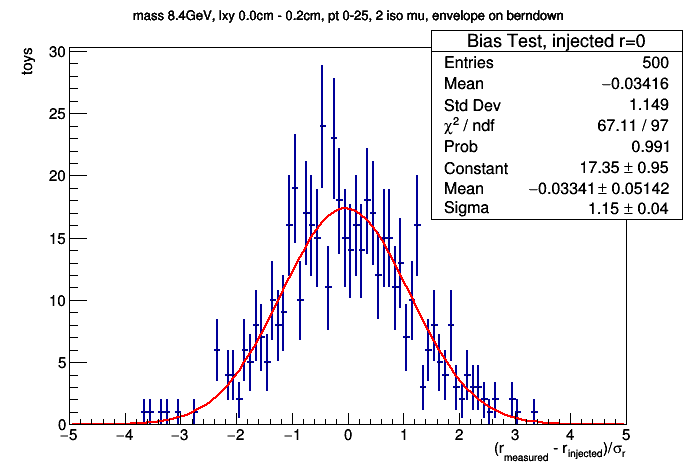 mass 8.4GeV, lxy 0.0cm - 0.2cm, pt 0-25, 2 iso mu, envelope on berndown
Bias Test, injected r=0
Entries 500
Mean −0.03416
Std Dev 1.149
χ² / ndf 67.11 / 97
Prob 0.991
Constant 17.35 ± 0.95
Mean −0.03341 ± 0.05142
Sigma 1.15 ± 0.04
toys
30
25
20
15
10
5
0
−5 −4 −3 −2 −1 0 1 2 3 4 5
(r_measured - r_injected)/σ_r